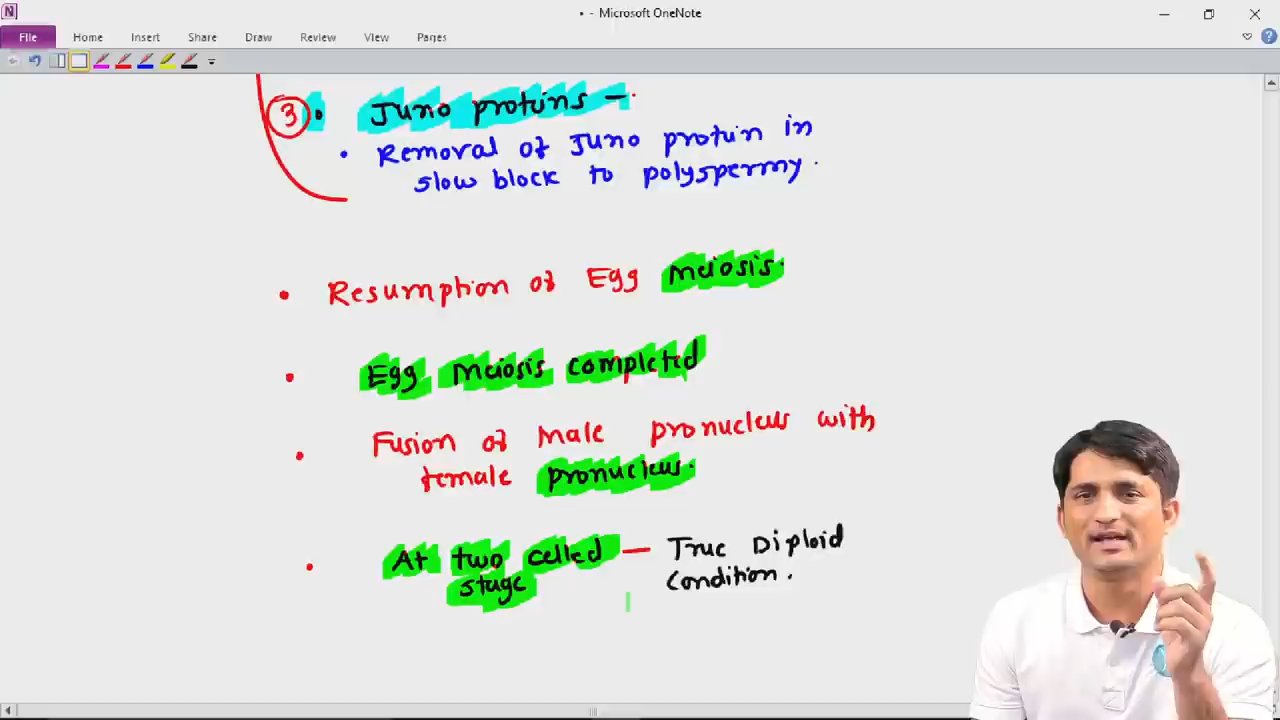 • - Microsoft OneNote
File Home Insert Share Draw Review View Pages
3 • Juno proteins -
• Removal of Juno protein in
slow block to polyspermy.
• Resumption of Egg meiosis.
• Egg meiosis completed
• Fusion of male pronucleus with
female pronucleus.
• At two celled — True Diploid
stage condition.